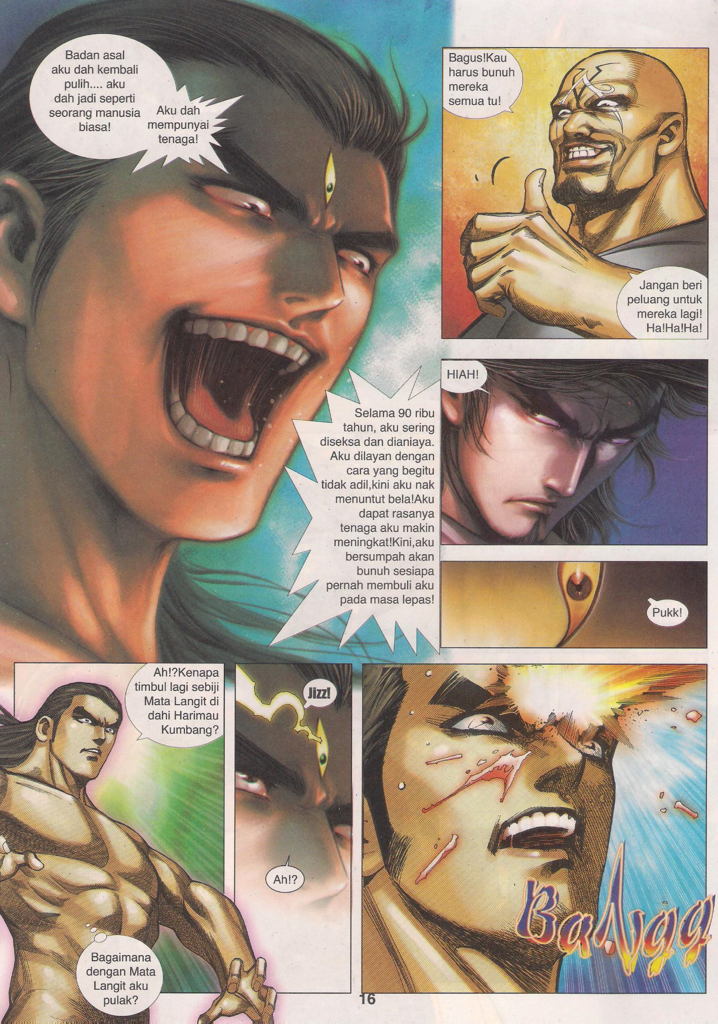 Badan asal
aku dah kembali
pulih.... aku
dah jadi seperti
seorang manusia
biasa!
Aku dah
mempunyai
tenaga!
Bagus!Kau
harus bunuh
mereka
semua tu!
Jangan beri
peluang untuk
mereka lagi!
Ha!Ha!Ha!
Selama 90 ribu
tahun, aku sering
diseksa dan dianiaya.
Aku dilayan dengan
cara yang begitu
tidak adil,kini aku nak
menuntut bela!Aku
dapat rasanya
tenaga aku makin
meningkat!Kini,aku
bersumpah akan
bunuh sesiapa
pernah membuli aku
pada masa lepas!
HIAH!
Pukk!
Ah!?Kenapa
timbul lagi sebiji
Mata Langit di
dahi Harimau
Kumbang?
Bagaimana
dengan Mata
Langit aku
pulak?
Jizz!
Ah!?
Bangg
16